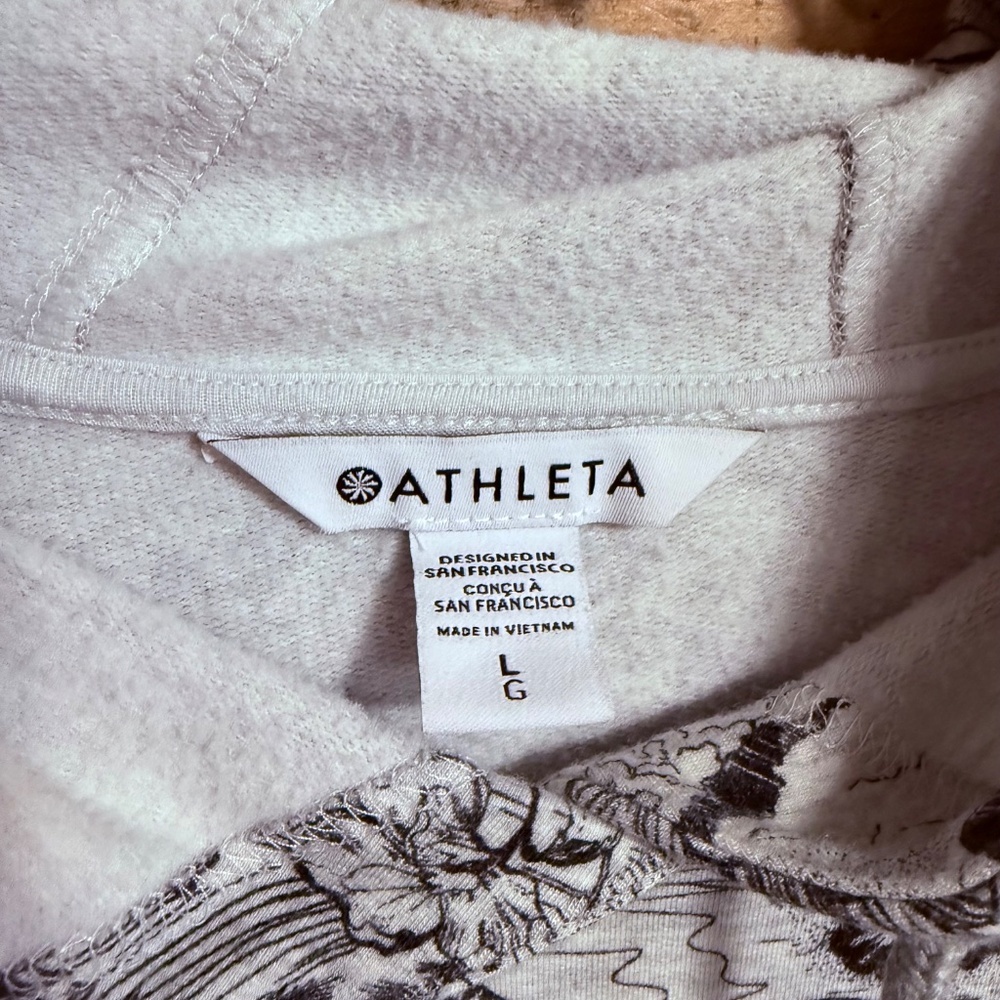 ATHLETA
DESIGNED IN
SAN FRANCISCO
CONÇU À
SAN FRANCISCO
MADE IN VIETNAM
L
G